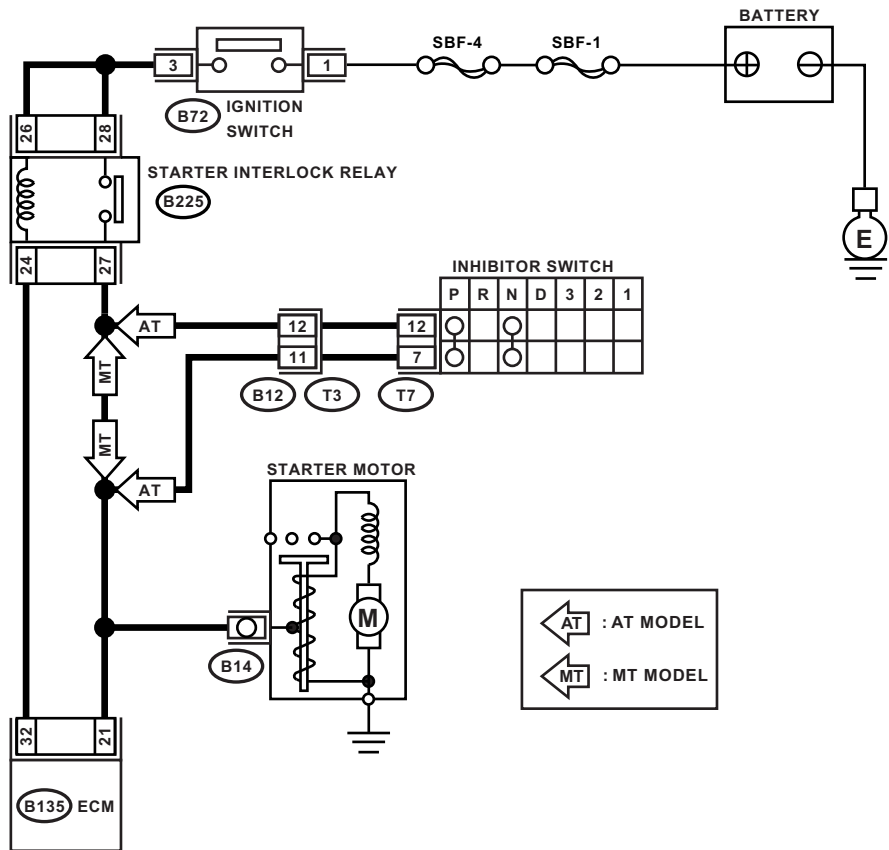 BATTERY
SBF-4
SBF-1
3
1
B72
IGNITION
SWITCH
26
28
STARTER INTERLOCK RELAY
B225
E
24
27
INHIBITOR SWITCH
P R N D 3 2 1
AT
12
12
11
7
MT
B12
T3
T7
MT
AT
STARTER MOTOR
M
B14
AT : AT MODEL
MT : MT MODEL
32
21
B135 ECM